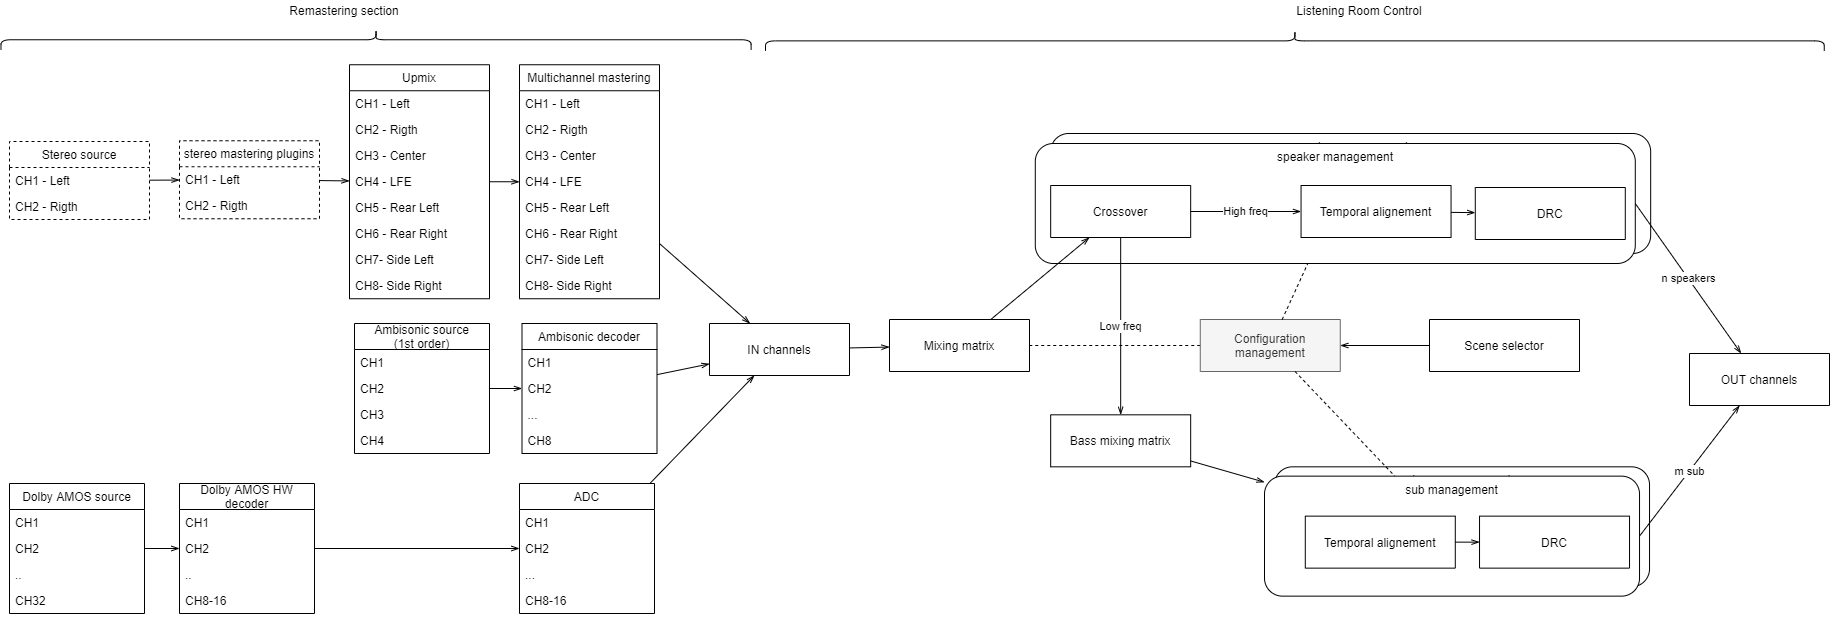 Remastering section
Listening Room Control
Stereo source
CH1 - Left
CH2 - Rigth
stereo mastering plugins
CH1 - Left
CH2 - Rigth
Upmix
CH1 - Left
CH2 - Rigth
CH3 - Center
CH4 - LFE
CH5 - Rear Left
CH6 - Rear Right
CH7- Side Left
CH8- Side Right
Multichannel mastering
CH1 - Left
CH2 - Rigth
CH3 - Center
CH4 - LFE
CH5 - Rear Left
CH6 - Rear Right
CH7- Side Left
CH8- Side Right
Ambisonic source
(1st order)
CH1
CH2
CH3
CH4
Ambisonic decoder
CH1
CH2
...
CH8
Dolby AMOS source
CH1
CH2
..
CH32
Dolby AMOS HW
decoder
CH1
CH2
..
CH8-16
ADC
CH1
CH2
...
CH8-16
IN channels
Mixing matrix
speaker management
Crossover
High freq
Temporal alignement
DRC
Low freq
Configuration
management
Scene selector
Bass mixing matrix
sub management
Temporal alignement
DRC
n speakers
m sub
OUT channels